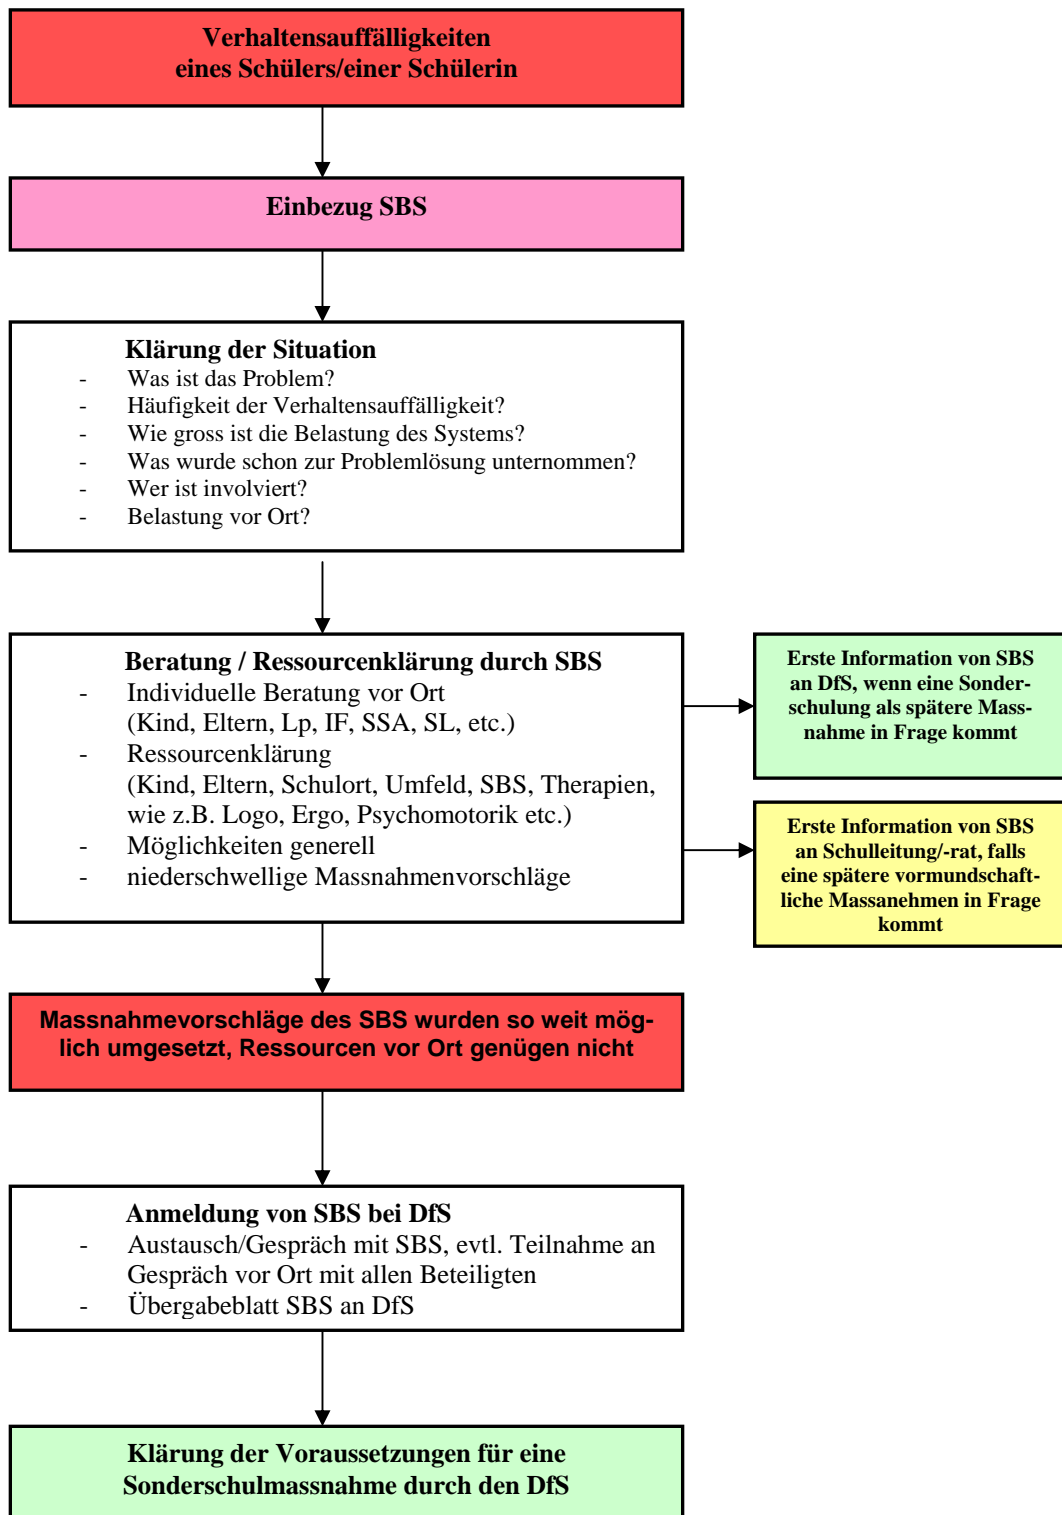 Verhaltensauffälligkeiten
eines Schülers/einer Schülerin
Einbezug SBS
Klärung der Situation
- Was ist das Problem?
- Häufigkeit der Verhaltensauffälligkeit?
- Wie gross ist die Belastung des Systems?
- Was wurde schon zur Problemlösung unternommen?
- Wer ist involviert?
- Belastung vor Ort?
Beratung / Ressourcenklärung durch SBS
- Individuelle Beratung vor Ort
(Kind, Eltern, Lp, IF, SSA, SL, etc.)
- Ressourcenklärung
(Kind, Eltern, Schulort, Umfeld, SBS, Therapien,
wie z.B. Logo, Ergo, Psychomotorik etc.)
- Möglichkeiten generell
- niederschwellige Massnahmenvorschläge
Erste Information von SBS
an DfS, wenn eine Sonder-
schulung als spätere Mass-
nahme in Frage kommt
Erste Information von SBS
an Schulleitung/-rat, falls
eine spätere vormundschaft-
liche Massanehmen in Frage
kommt
Massnahmevorschläge des SBS wurden so weit mög-
lich umgesetzt, Ressourcen vor Ort genügen nicht
Anmeldung von SBS bei DfS
- Austausch/Gespräch mit SBS, evtl. Teilnahme an
Gespräch vor Ort mit allen Beteiligten
- Übergabeblatt SBS an DfS
Klärung der Voraussetzungen für eine
Sonderschulmassnahme durch den DfS